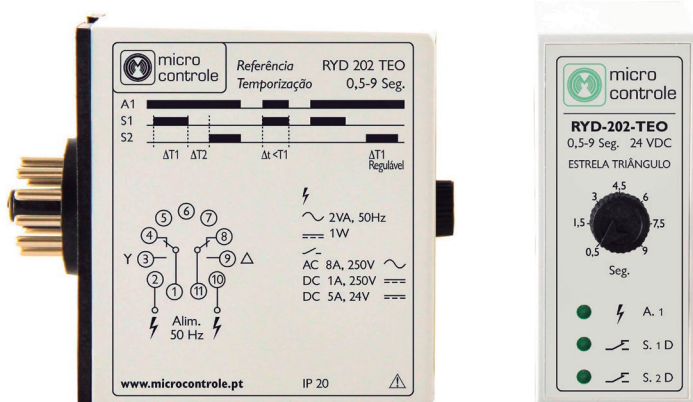 micro
controle
Referência RYD 202 TEO
Temporização 0,5-9 Seg.
A1
S1
S2
ΔT1 ΔT2 Δt <T1 ΔT1
Regulável
6
5 7
4 8
Y 3 9 Δ
2 10
1 11
Alim.
50 Hz
2VA, 50Hz
1W
AC 8A, 250V
DC 1A, 250V
DC 5A, 24V
www.microcontrole.pt IP 20
micro
controle
RYD-202-TEO
0,5-9 Seg. 24 VDC
ESTRELA TRIÂNGULO
4,5
3 6
1,5 7,5
0,5 9
Seg.
A. 1
S. 1 D
S. 2 D